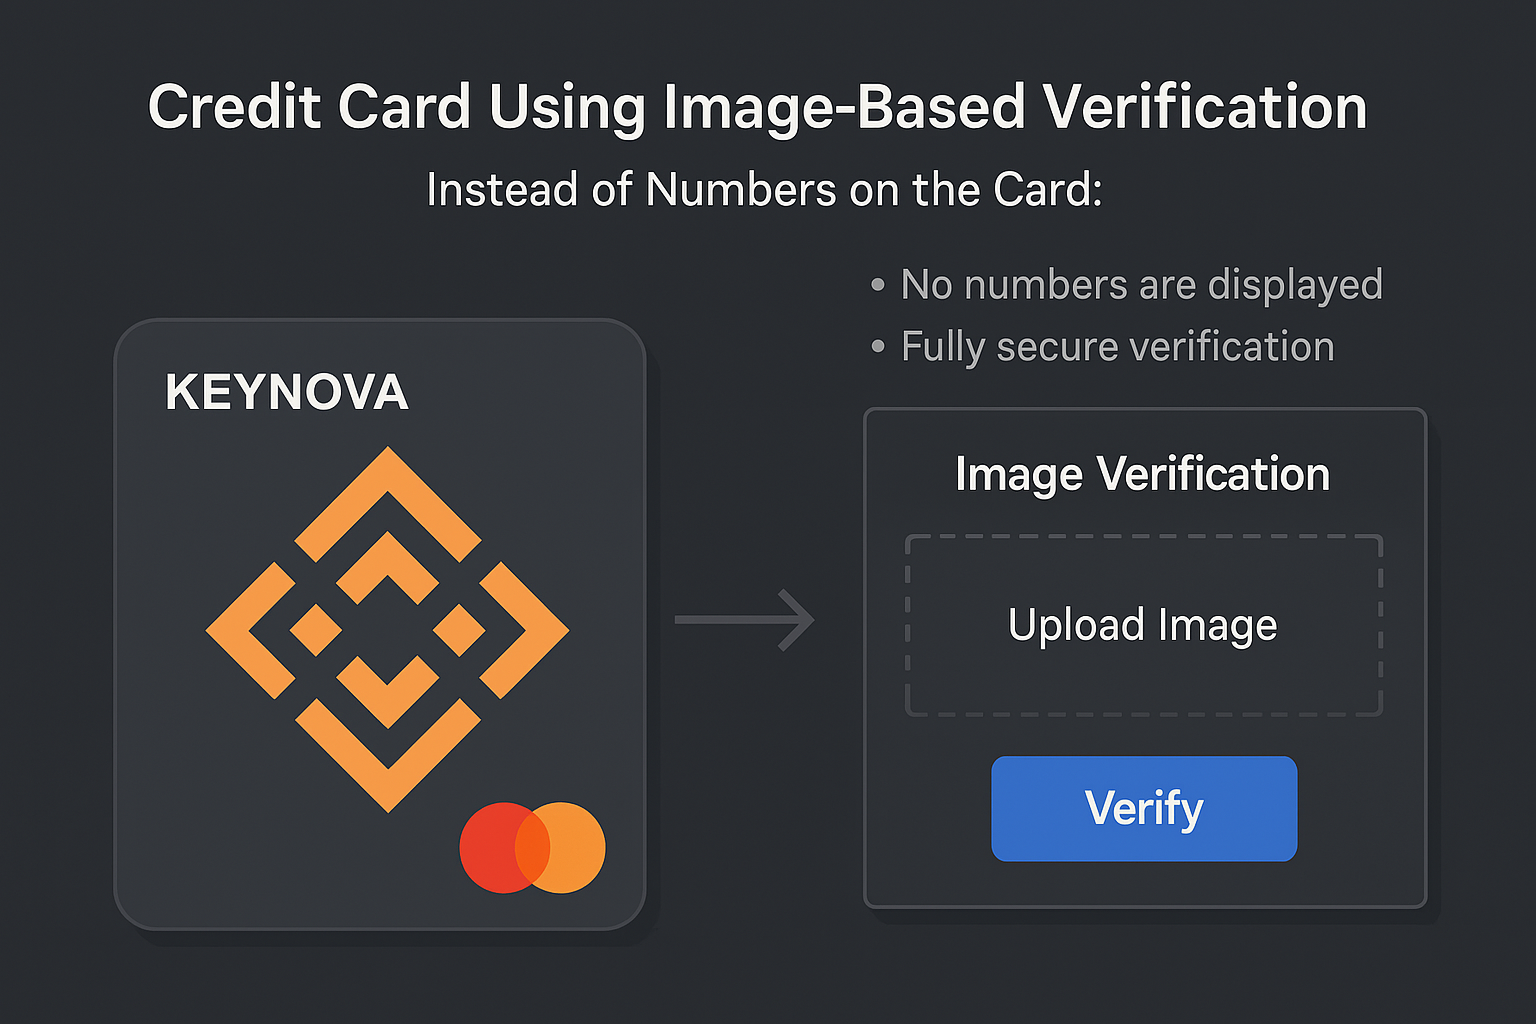 Credit Card Using Image-Based Verification
Instead of Numbers on the Card:
• No numbers are displayed
• Fully secure verification
KEYNOVA
Image Verification
Upload Image
Verify